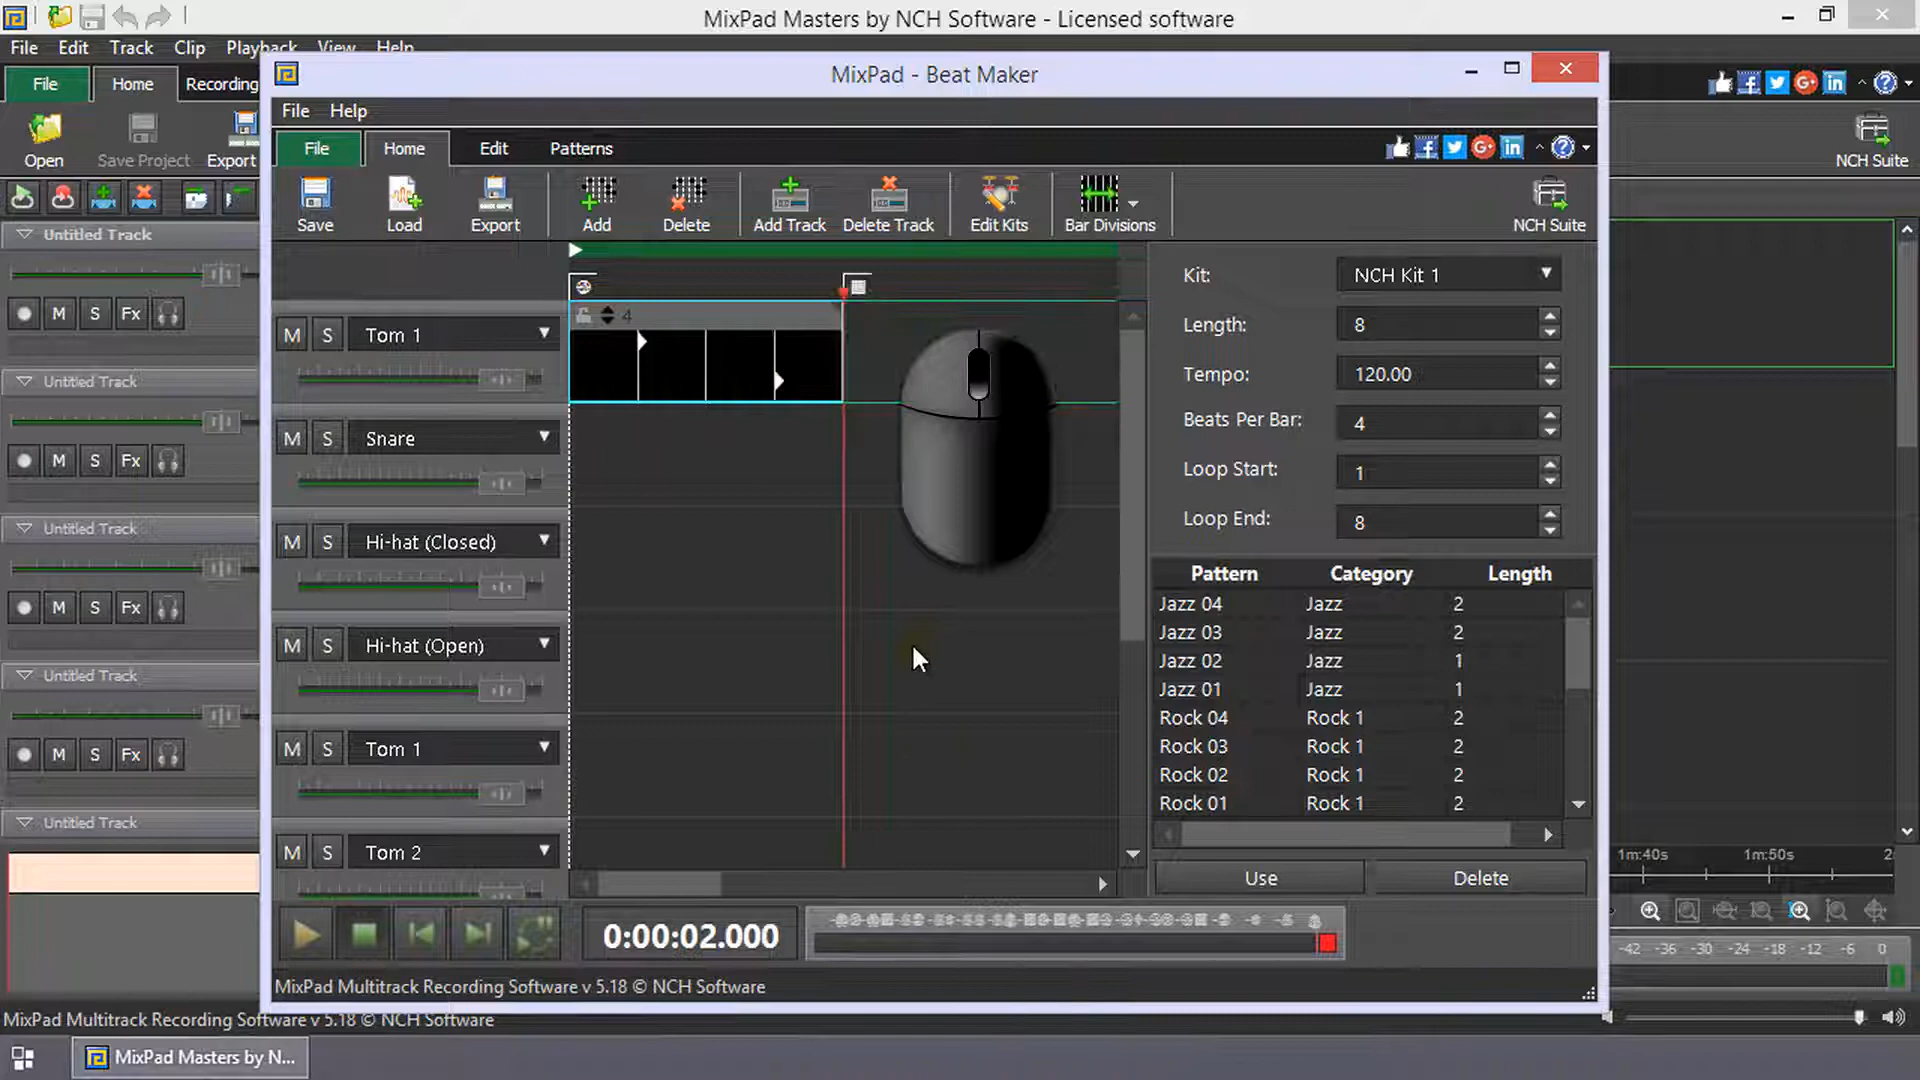 MixPad Masters by NCH Software - Licensed software
File Edit Track Clip Playback View Help
File Home Recording
Open Save Project Export
NCH Suite
MixPad - Beat Maker
File Help
File Home Edit Patterns
Save Load Export Add Delete Add Track Delete Track Edit Kits Bar Divisions NCH Suite
Untitled Track
M S Fx
Untitled Track
M S Fx
Untitled Track
M S Fx
Untitled Track
M S Fx
Untitled Track
4
M S Tom 1
M S Snare
M S Hi-hat (Closed)
M S Hi-hat (Open)
M S Tom 1
M S Tom 2
Kit: NCH Kit 1
Length: 8
Tempo: 120.00
Beats Per Bar: 4
Loop Start: 1
Loop End: 8
Pattern Category Length
Jazz 04 Jazz 2
Jazz 03 Jazz 2
Jazz 02 Jazz 1
Jazz 01 Jazz 1
Rock 04 Rock 1 2
Rock 03 Rock 1 2
Rock 02 Rock 1 2
Rock 01 Rock 1 2
Use Delete
1m:40s 1m:50s 2
0:00:02.000
-42 -36 -30 -24 -18 -12 -6 0
MixPad Multitrack Recording Software v 5.18 © NCH Software
MixPad Multitrack Recording Software v 5.18 © NCH Software
MixPad Masters by N...